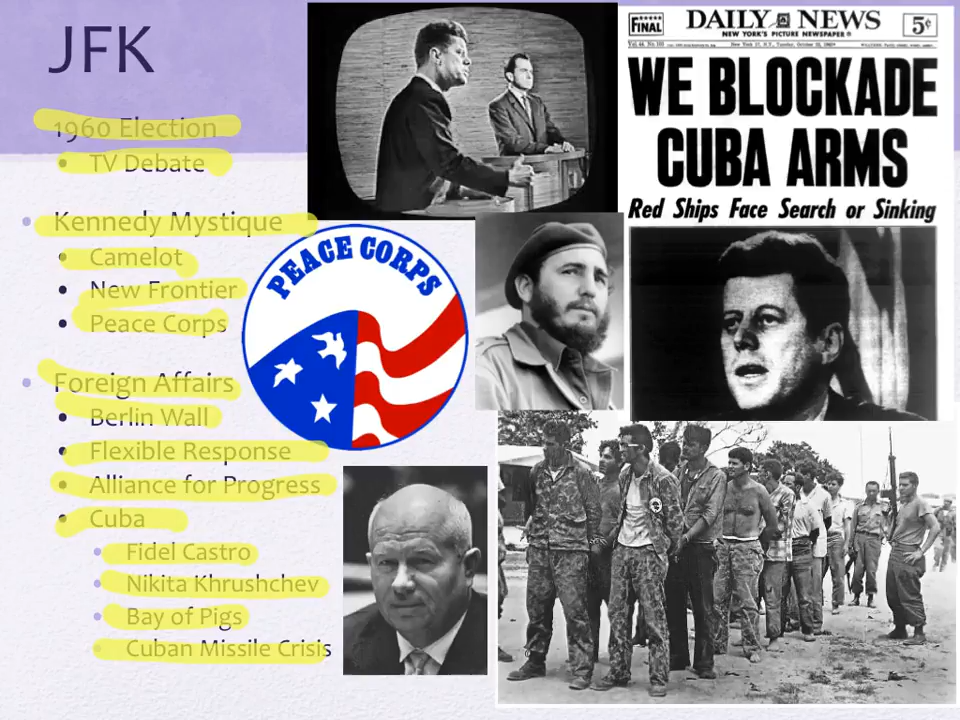 JFK
1960 Election
• TV Debate
• Kennedy Mystique
• Camelot
• New Frontier
• Peace Corps
• Foreign Affairs
• Berlin Wall
• Flexible Response
• Alliance for Progress
• Cuba
• Fidel Castro
• Nikita Khrushchev
• Bay of Pigs
• Cuban Missile Crisis
PEACE CORPS
FINAL
DAILY NEWS
5¢
NEW YORK'S PICTURE NEWSPAPER
WE BLOCKADE
CUBA ARMS
Red Ships Face Search or Sinking